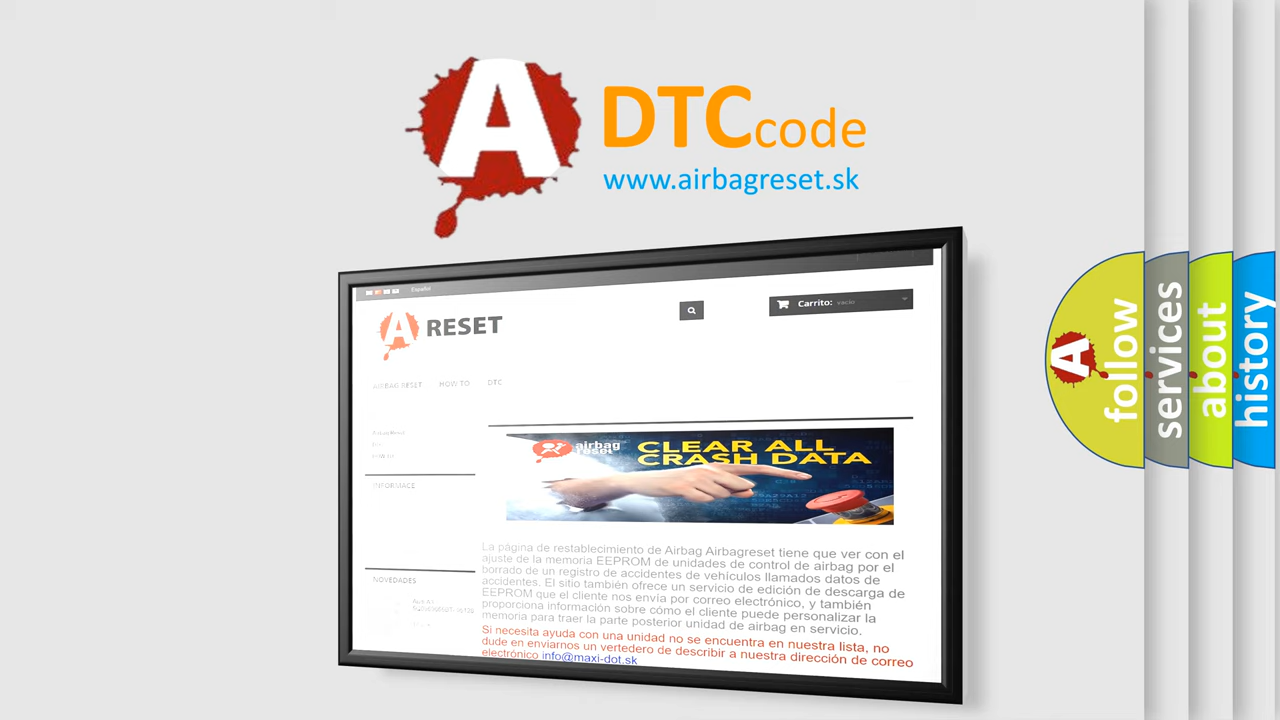 A
DTCcode
www.airbagreset.sk
Español
A RESET
Carrito: vacío
AIRBAG RESET HOW TO DTC
INFORMACE
NOVEDADES
airbag
reset
CLEAR ALL
CRASH DATA
La página de restablecimiento de Airbag Airbagreset tiene que ver con el
ajuste de la memoria EEPROM de unidades de control de airbag por el
borrado de un registro de accidentes de vehículos llamados datos de
accidentes. El sitio también ofrece un servicio de edición de descarga de
EEPROM que el cliente nos envía por correo electrónico, y también
proporciona información sobre cómo el cliente puede personalizar la
memoria para traer la parte posterior unidad de airbag en servicio.
Si necesita ayuda con una unidad no se encuentra en nuestra lista, no
dude en enviarnos un vertedero de describir a nuestra dirección de correo
electrónico info@maxi-dot.sk
A
follow
services
about
history